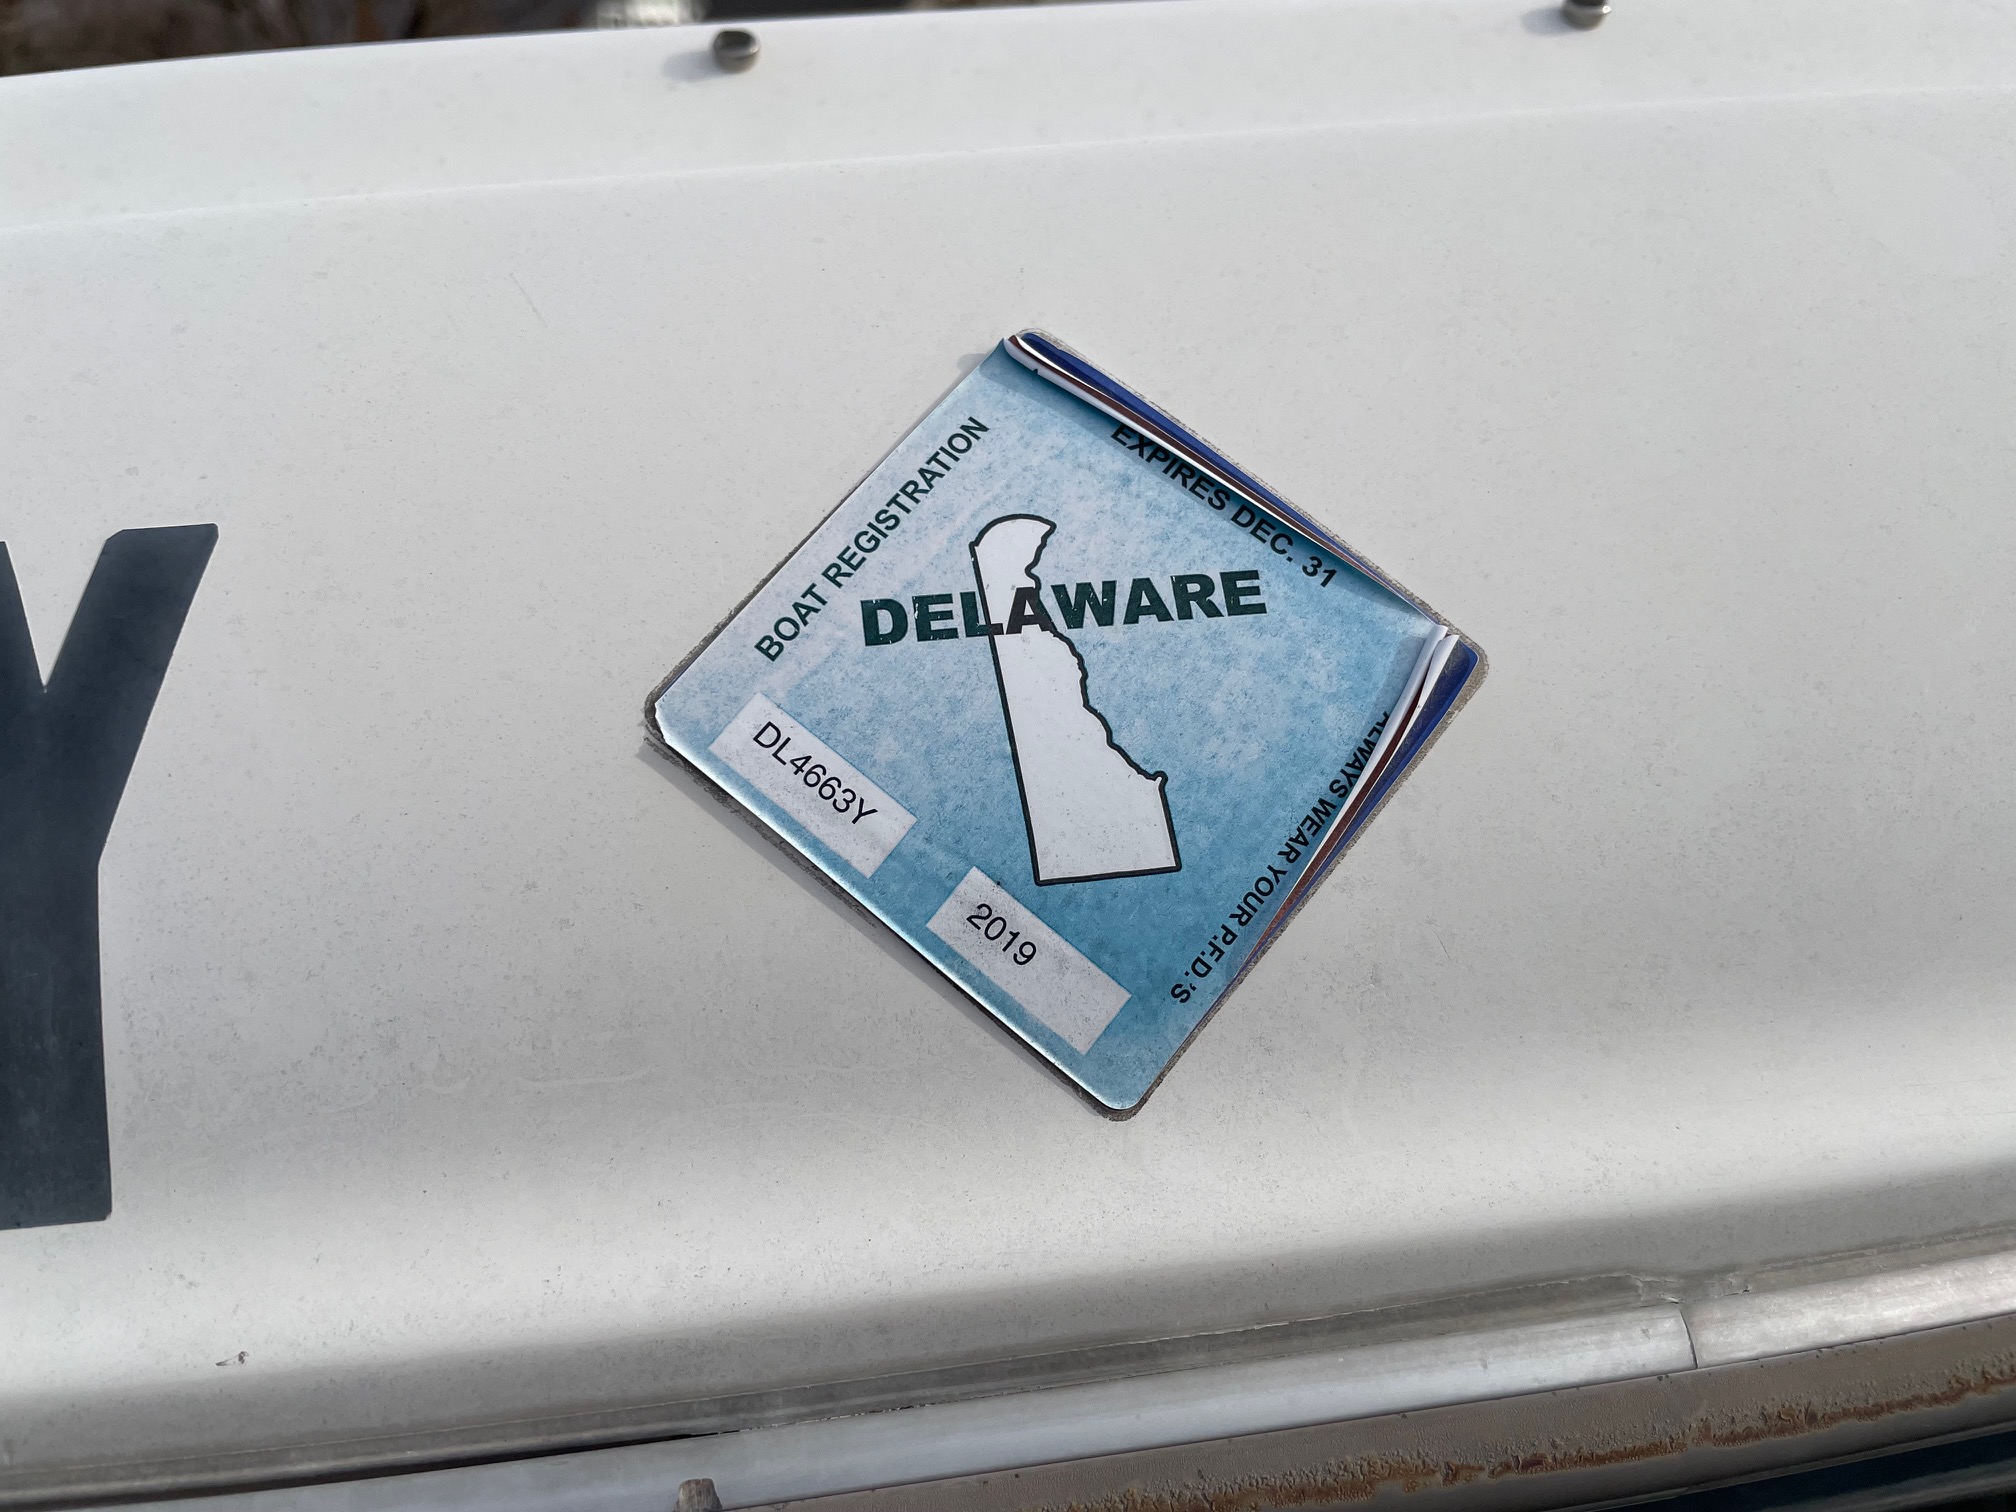 Y
BOAT REGISTRATION
EXPIRES DEC. 31
DELAWARE
ALWAYS WEAR YOUR P.F.D.'S
DL4663Y
2019